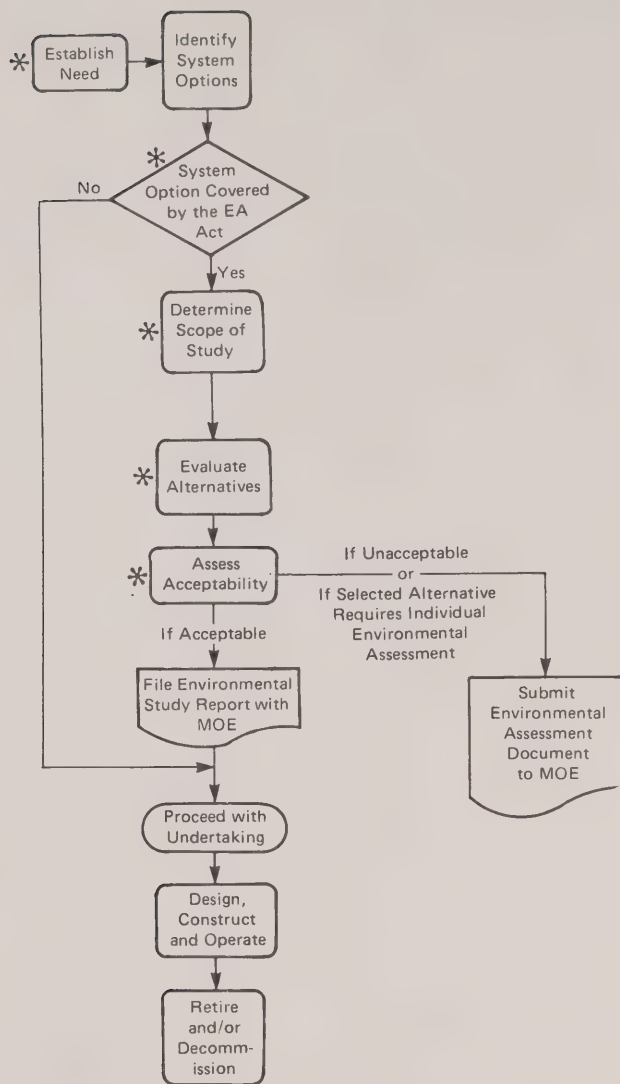 * Establish
Need
Identify
System
Options
*
System
Option Covered
by the EA
Act
No
Yes
* Determine
Scope of
Study
* Evaluate
Alternatives
* Assess
Acceptability
If Unacceptable
or
If Selected Alternative
Requires Individual
Environmental
Assessment
If Acceptable
File Environmental
Study Report with
MOE
Submit
Environmental
Assessment
Document
to MOE
Proceed with
Undertaking
Design,
Construct
and Operate
Retire
and/or
Decomm-
ission